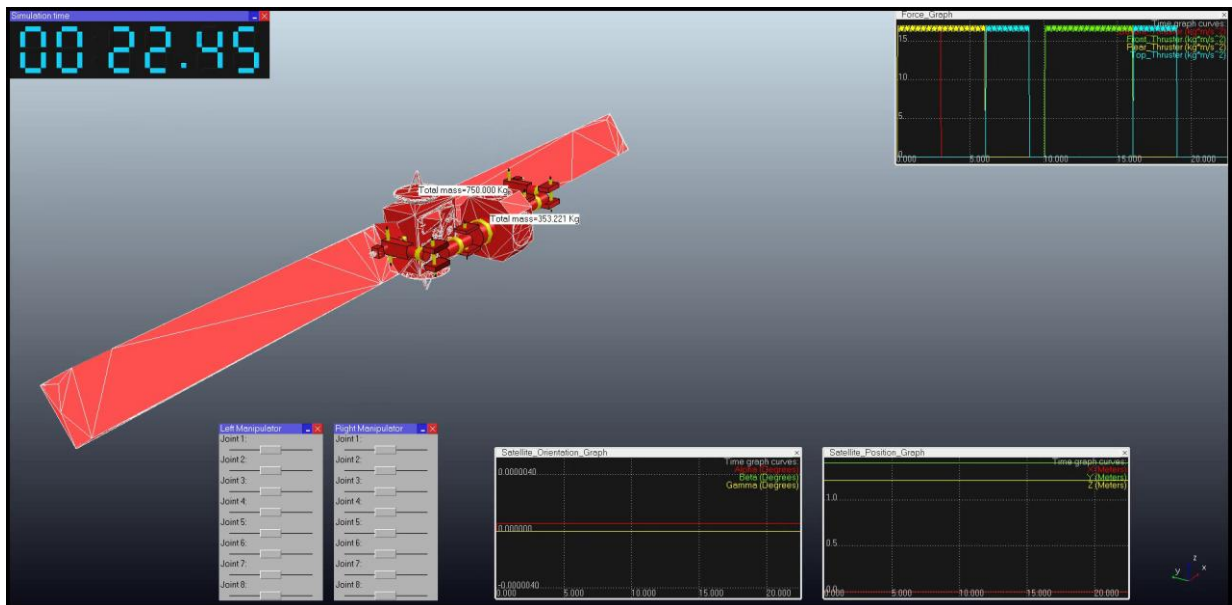 Simulation time
00 22.45
Force_Graph
Time graph curves:
Front_Thruster (kg*m/s^2)
Rear_Thruster (kg*m/s^2)
Top_Thruster (kg*m/s^2)
15
10
5
0
0.000 5.000 10.000 15.000 20.000
Total mass=750.000 Kg
Total mass=353.221 Kg
Left Manipulator
Joint 1:
Joint 2:
Joint 3:
Joint 4:
Joint 5:
Joint 6:
Joint 7:
Joint 8:
Right Manipulator
Joint 1:
Joint 2:
Joint 3:
Joint 4:
Joint 5:
Joint 6:
Joint 7:
Joint 8:
Satellite_Orientation_Graph
Time graph curves:
Alpha (Degrees)
Beta (Degrees)
Gamma (Degrees)
0.0000040
0.000000
-0.0000040
0.000 5.000 10.000 15.000 20.000
Satellite_Position_Graph
Time graph curves:
X (Meters)
Y (Meters)
Z (Meters)
1.0
0.5
0.0
0.000 5.000 10.000 15.000 20.000
z
y x